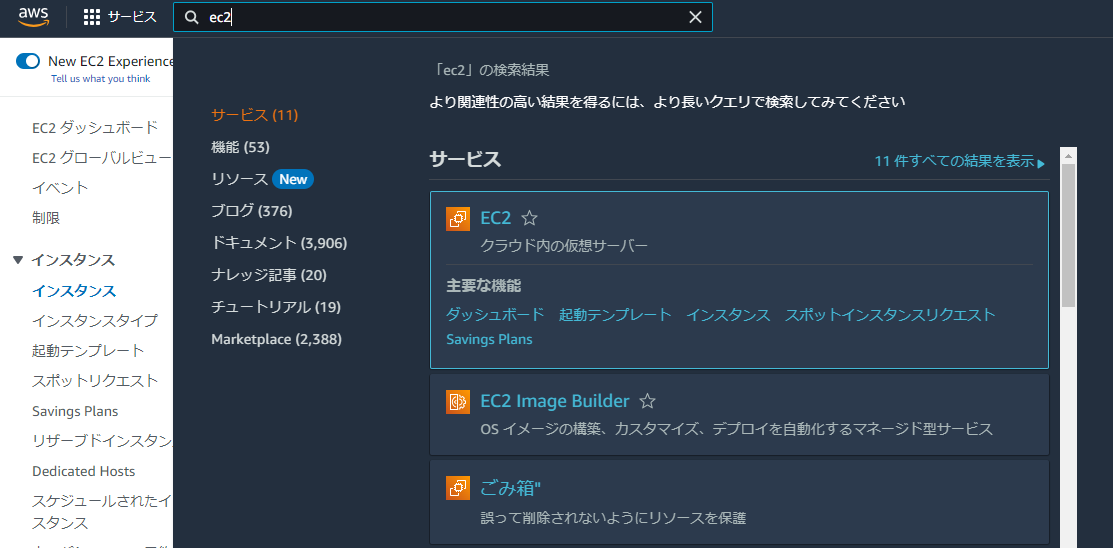 aws
サービス
ec2
New EC2 Experience
Tell us what you think
EC2 ダッシュボード
EC2 グローバルビュー
イベント
制限
インスタンス
インスタンス
インスタンスタイプ
起動テンプレート
スポットリクエスト
Savings Plans
リザーブドインスタン
Dedicated Hosts
スケジュールされたイ
スタンス
サービス (11)
機能 (53)
リソース New
ブログ (376)
ドキュメント (3,906)
ナレッジ記事 (20)
チュートリアル (19)
Marketplace (2,388)
「ec2」の検索結果
より関連性の高い結果を得るには、より長いクエリで検索してみてください
サービス
11 件すべての結果を表示
EC2
クラウド内の仮想サーバー
主要な機能
ダッシュボード 起動テンプレート インスタンス スポットインスタンスリクエスト
Savings Plans
EC2 Image Builder
OS イメージの構築、カスタマイズ、デプロイを自動化するマネージド型サービス
ごみ箱"
誤って削除されないようにリソースを保護